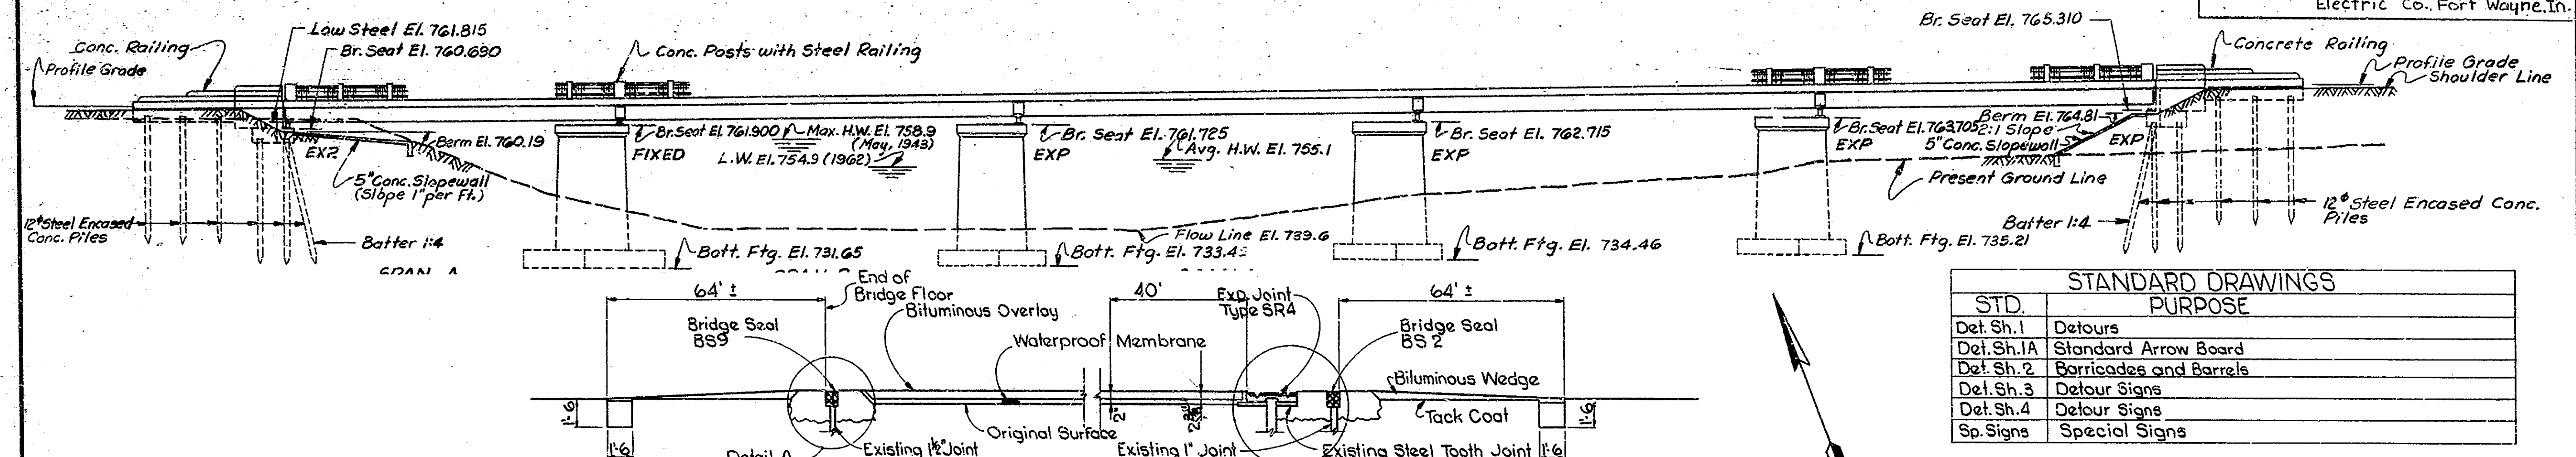 Electric Co., Fort Wayne, In.
Low Steel El. 761.815
Br. Seat El. 760.690
Conc. Railing
Profile Grade
Conc. Posts with Steel Railing
Br. Seat El. 765.310
Concrete Railing
Profile Grade
Shoulder Line
Br. Seat El. 761.900
FIXED
Max. H.W. El. 758.9
(May, 1943)
L.W. El. 754.9 (1962)
Br. Seat El. 761.725
EXP
Avg. H.W. El. 755.1
Br. Seat El. 762.715
EXP
Br. Seat El. 763.705
EXP
Berm El. 764.81
2:1 Slope
5" Conc. Slopewall
EXP
Berm El. 760.19
EXP.
5" Conc. Slopewall
(Slope 1" per Ft.)
Present Ground Line
12" Steel Encased
Conc. Piles
Batter 1:4
12" Steel Encased Conc.
Piles
Batter 1:4
Flow Line El. 739.6
Bott. Ftg. El. 731.65
Bott. Ftg. El. 733.4
Bott. Ftg. El. 734.46
Bott. Ftg. El. 735.21
SPAN A
64' ±
End of
Bridge Floor
Bituminous Overlay
40'
Exp. Joint
Type SR4
64' ±
Bridge Seal
BS9
Waterproof Membrane
Bridge Seal
BS 2
Bituminous Wedge
Tack Coat
1'-6
1'-6
2"
Original Surface
Existing 1½" Joint
Existing 1" Joint
Existing Steel Tooth Joint
1'-6
1'-6
Detail A
STANDARD DRAWINGS
STD. PURPOSE
Det. Sh. 1 Detours
Det. Sh. 1A Standard Arrow Board
Det. Sh. 2 Barricades and Barrels
Det. Sh. 3 Detour Signs
Det. Sh. 4 Detour Signs
Sp. Signs Special Signs